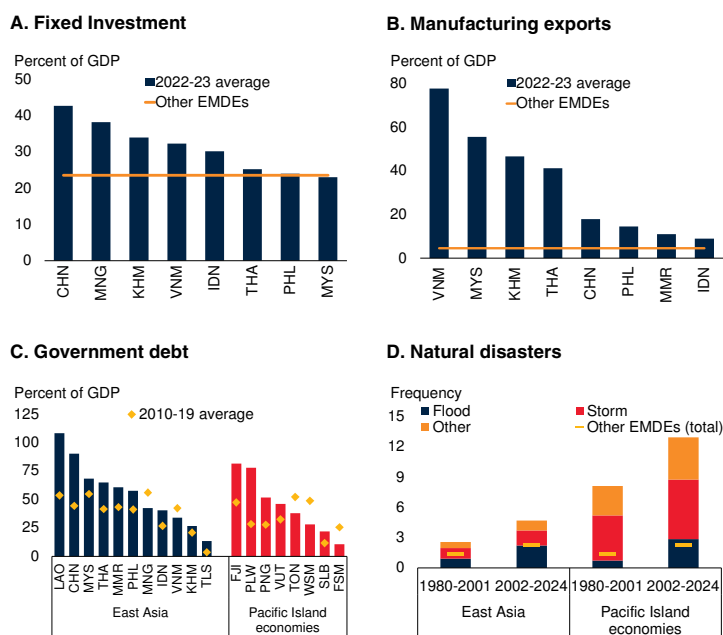 A. Fixed Investment
Percent of GDP
50
40
30
20
10
0
2022-23 average
Other EMDEs
CHN
MNG
KHM
VNM
IDN
THA
PHL
MYS
B. Manufacturing exports
Percent of GDP
80
60
40
20
0
2022-23 average
Other EMDEs
VNM
MYS
KHM
THA
CHN
PHL
MMR
IDN
C. Government debt
Percent of GDP
125
100
75
50
25
0
2010-19 average
LAO
CHN
MYS
THA
MMR
PHL
MNG
IDN
VNM
KHM
TLS
FJI
PLW
PNG
VUT
TON
WSM
SLB
FSM
East Asia
Pacific Island
economies
D. Natural disasters
Frequency
15
12
9
6
3
0
Flood
Storm
Other
Other EMDEs (total)
1980-2001 2002-2024 1980-2001 2002-2024
East Asia
Pacific Island
economies